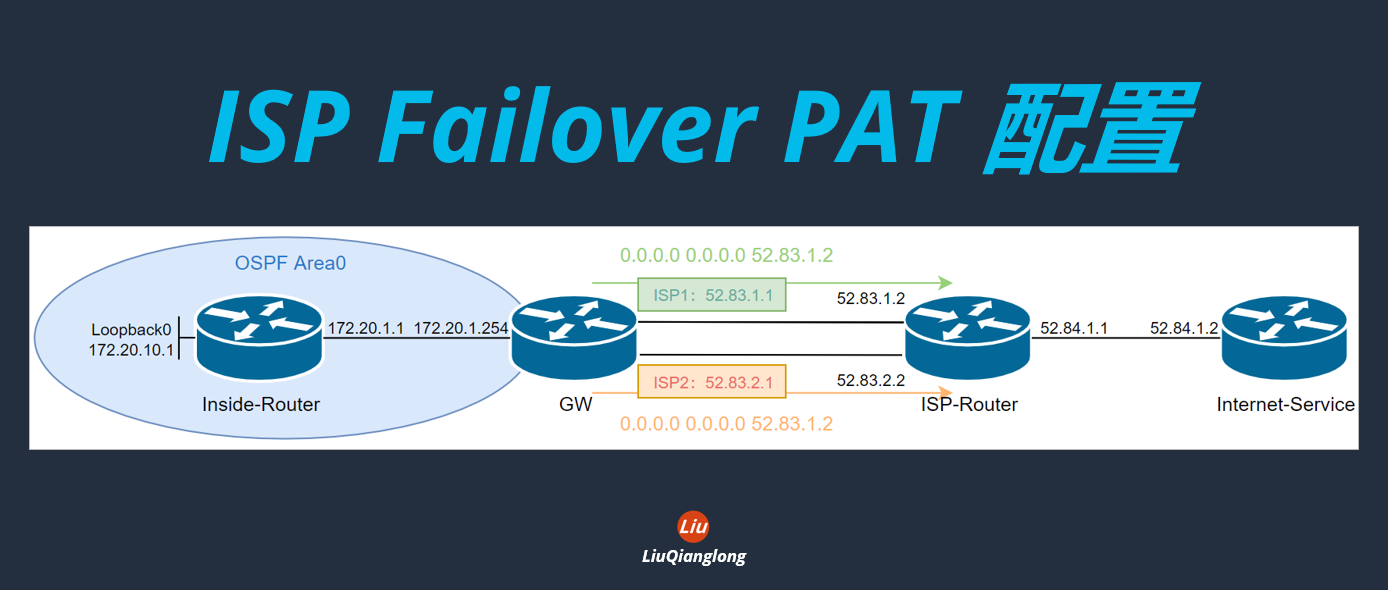 ISP Failover PAT 配置
OSPF Area0
0.0.0.0 0.0.0.0 52.83.1.2
ISP1：52.83.1.1
52.83.1.2
Loopback0
172.20.10.1
172.20.1.1
172.20.1.254
52.84.1.1
52.84.1.2
ISP2：52.83.2.1
52.83.2.2
Inside-Router
GW
ISP-Router
Internet-Service
0.0.0.0 0.0.0.0 52.83.1.2
Liu
LiuQianglong